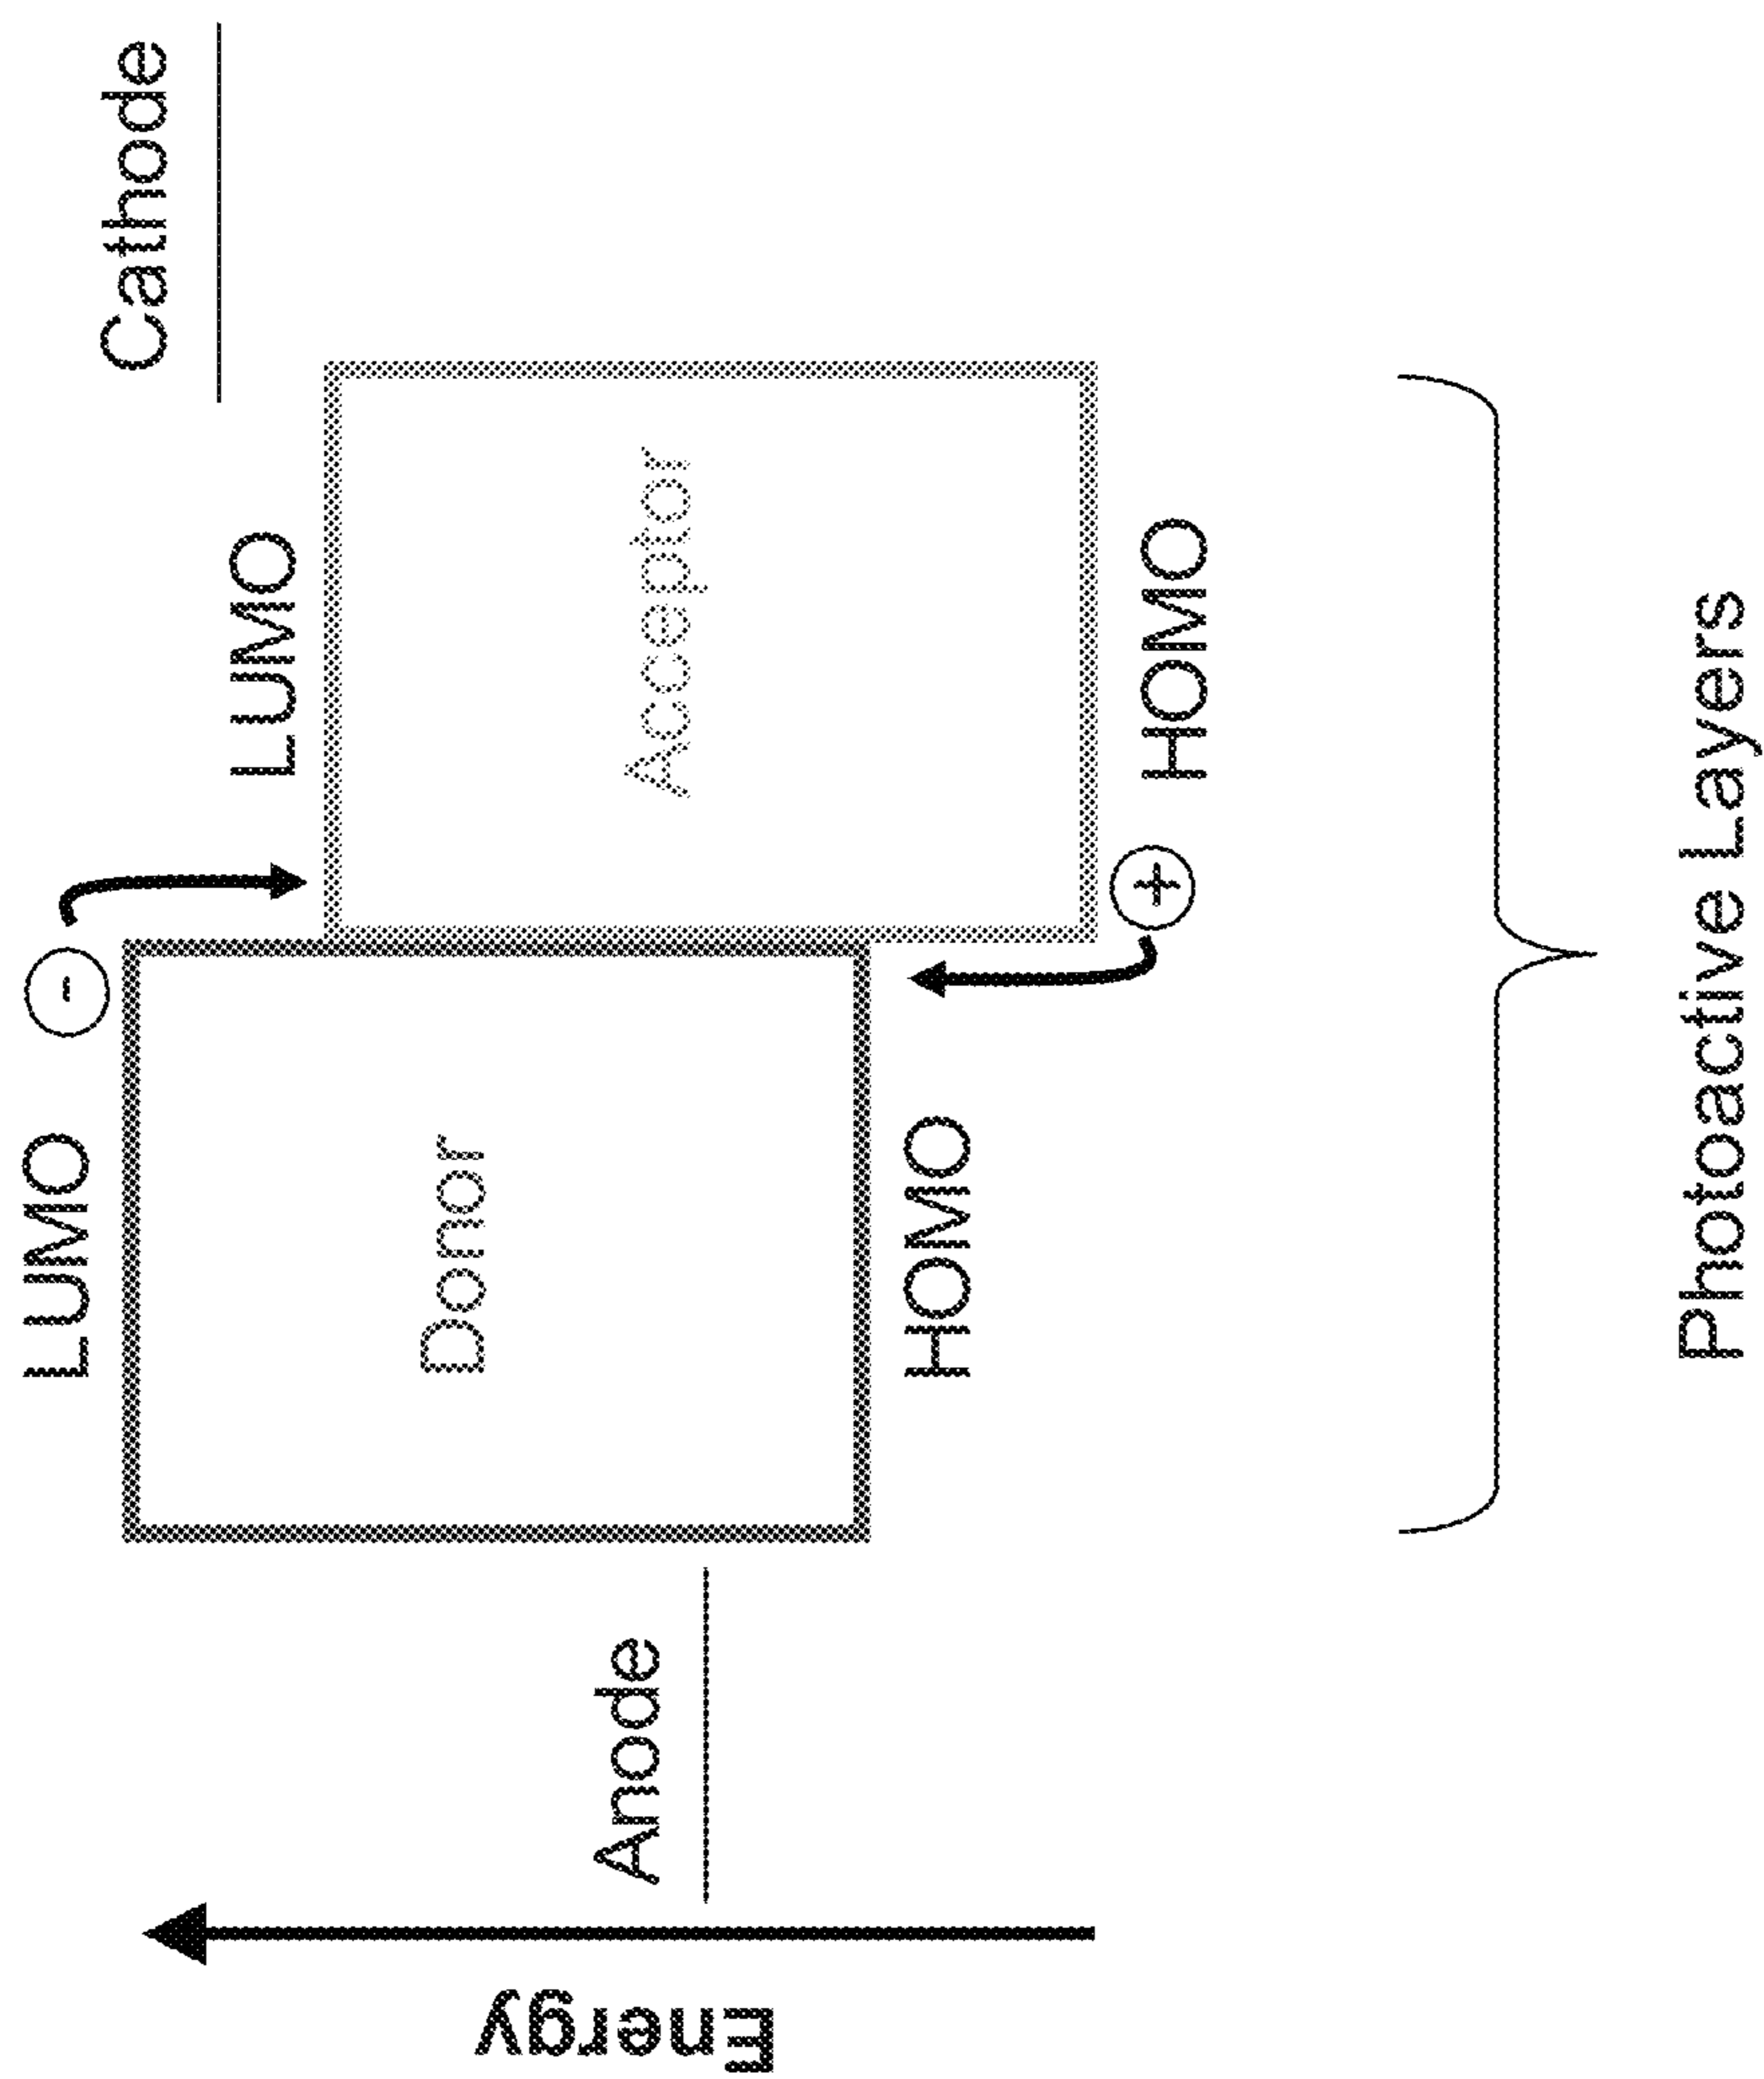 Energy
Anode
LUMO
-
Donor
HOMO
LUMO
Acceptor
+
HOMO
Cathode
Photoactive Layers